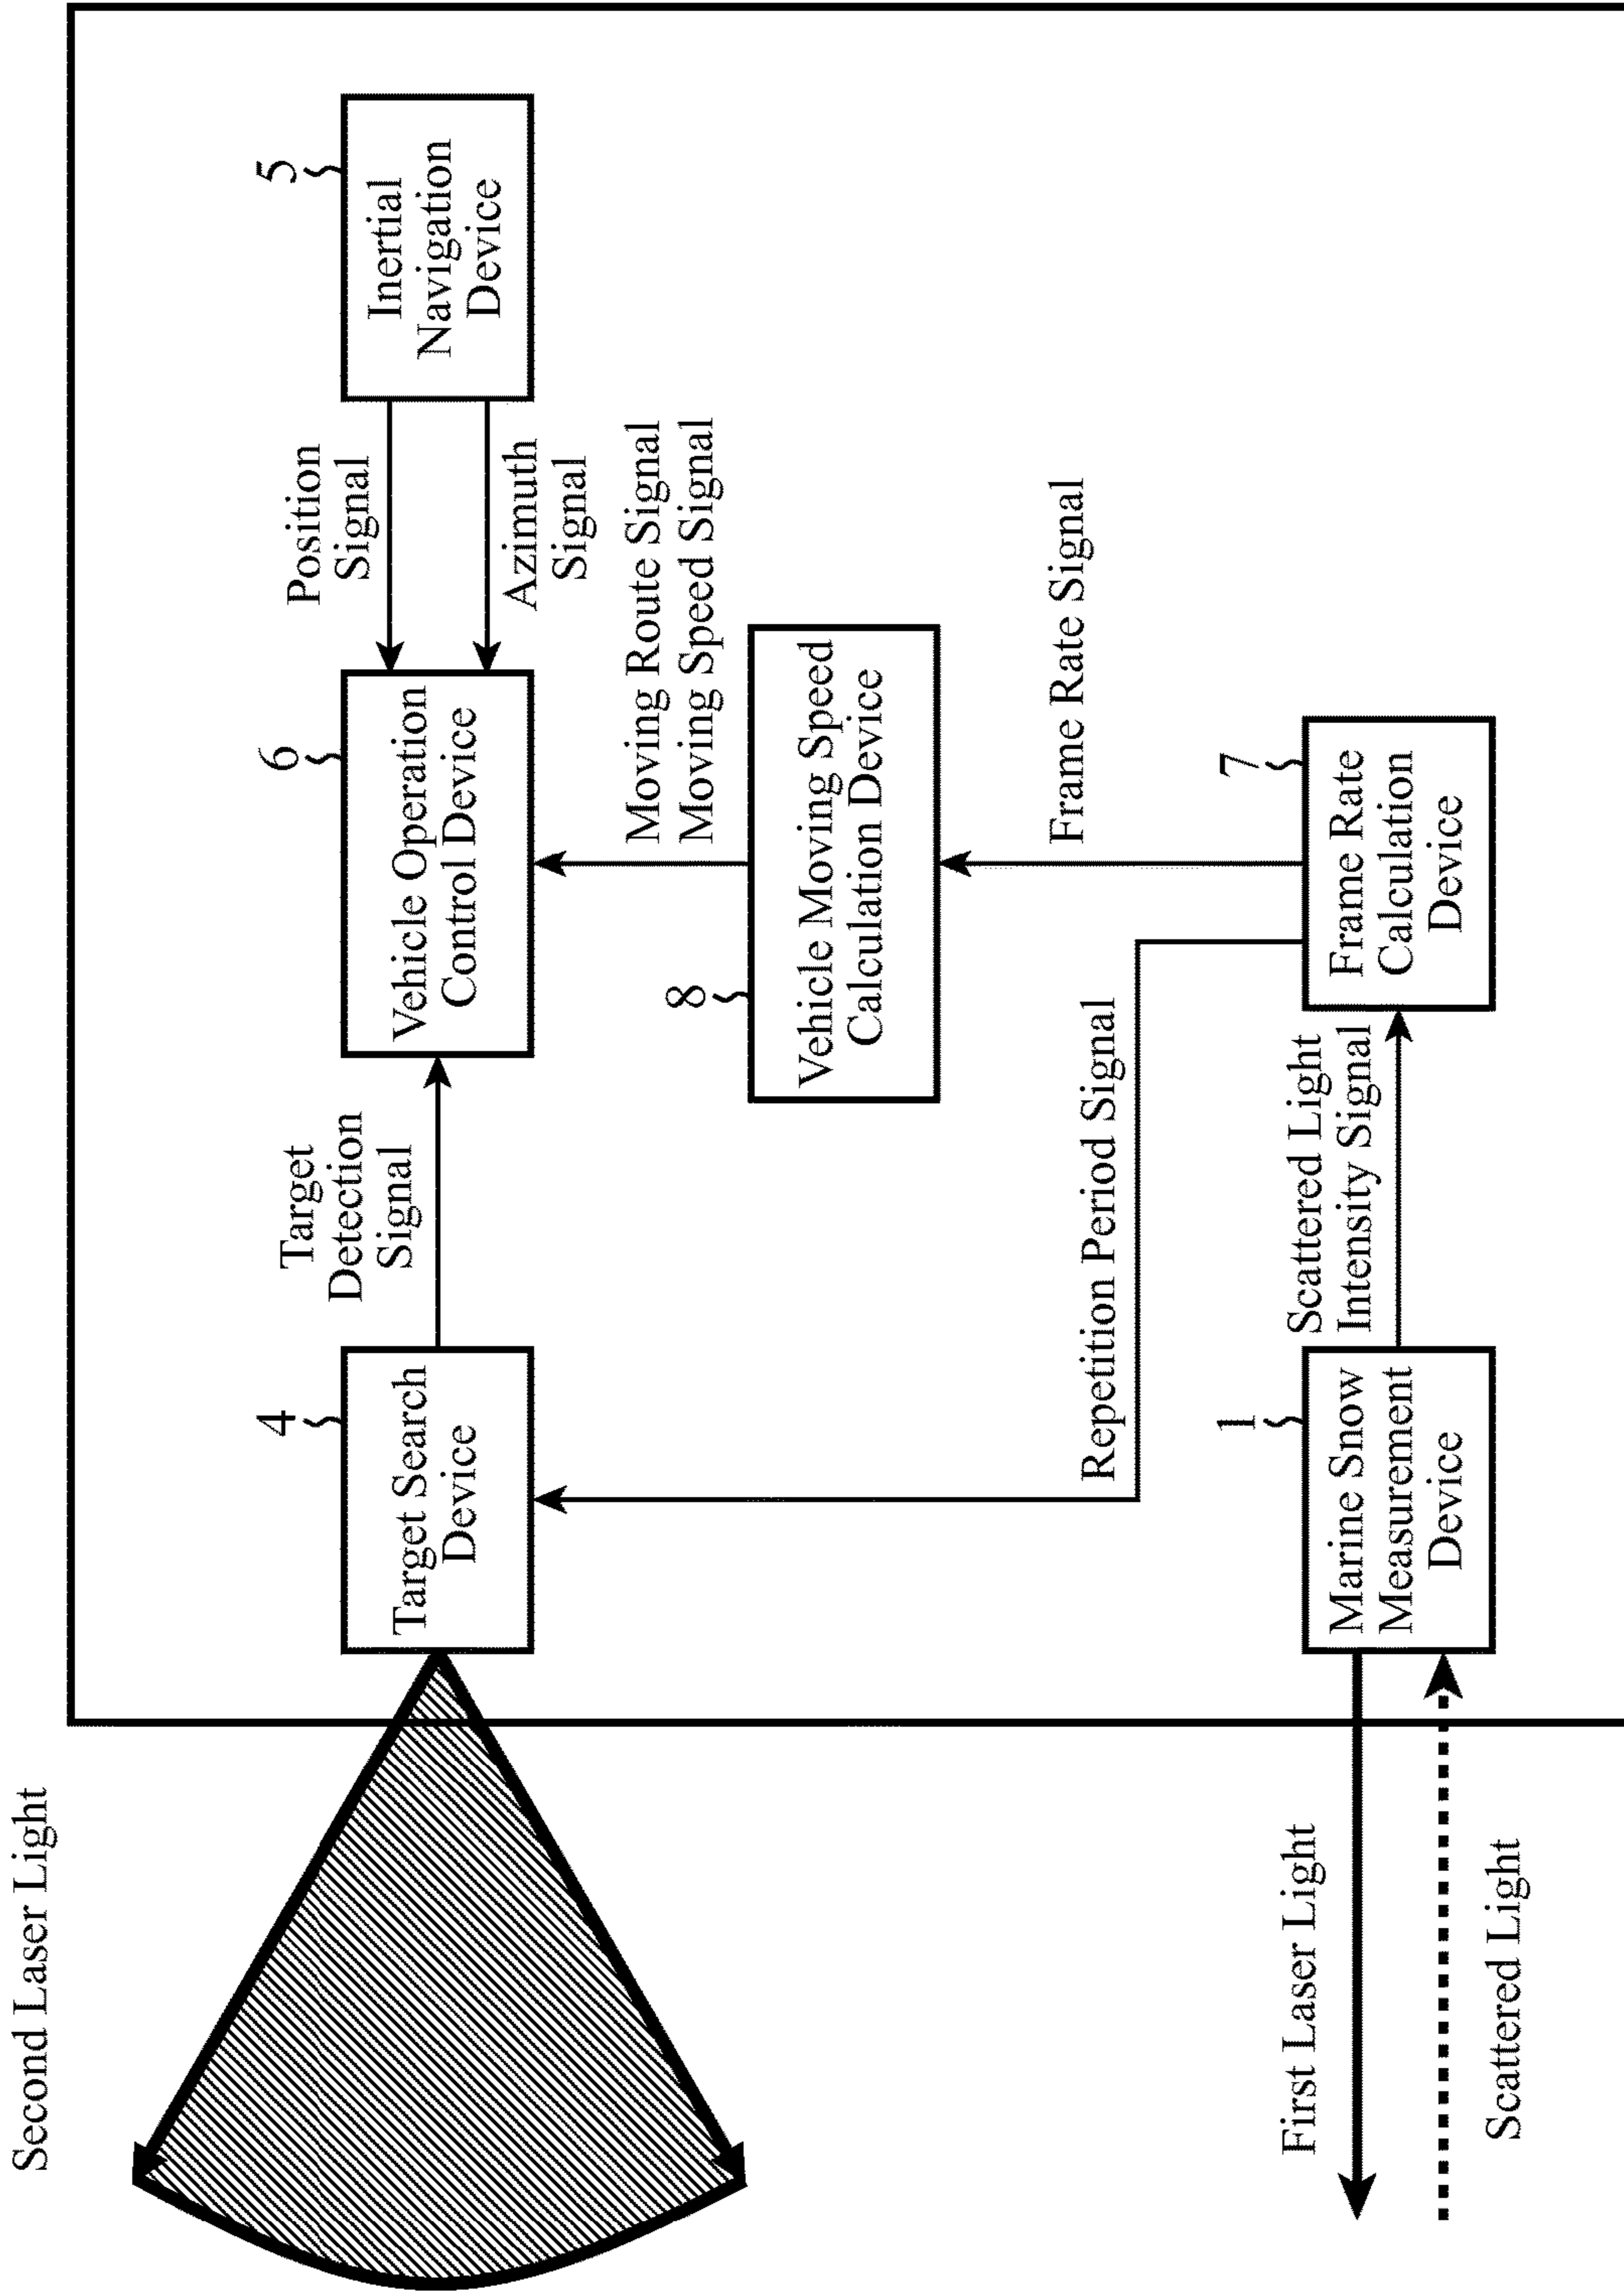 Second Laser Light
4
Target Search
Device
Target
Detection
Signal
6
Vehicle Operation
Control Device
Position
Signal
Azimuth
Signal
5
Inertial
Navigation
Device
Moving Route Signal
Moving Speed Signal
8
Vehicle Moving Speed
Calculation Device
Frame Rate Signal
Repetition Period Signal
First Laser Light
Scattered Light
1
Marine Snow
Measurement
Device
Scattered Light
Intensity Signal
7
Frame Rate
Calculation
Device